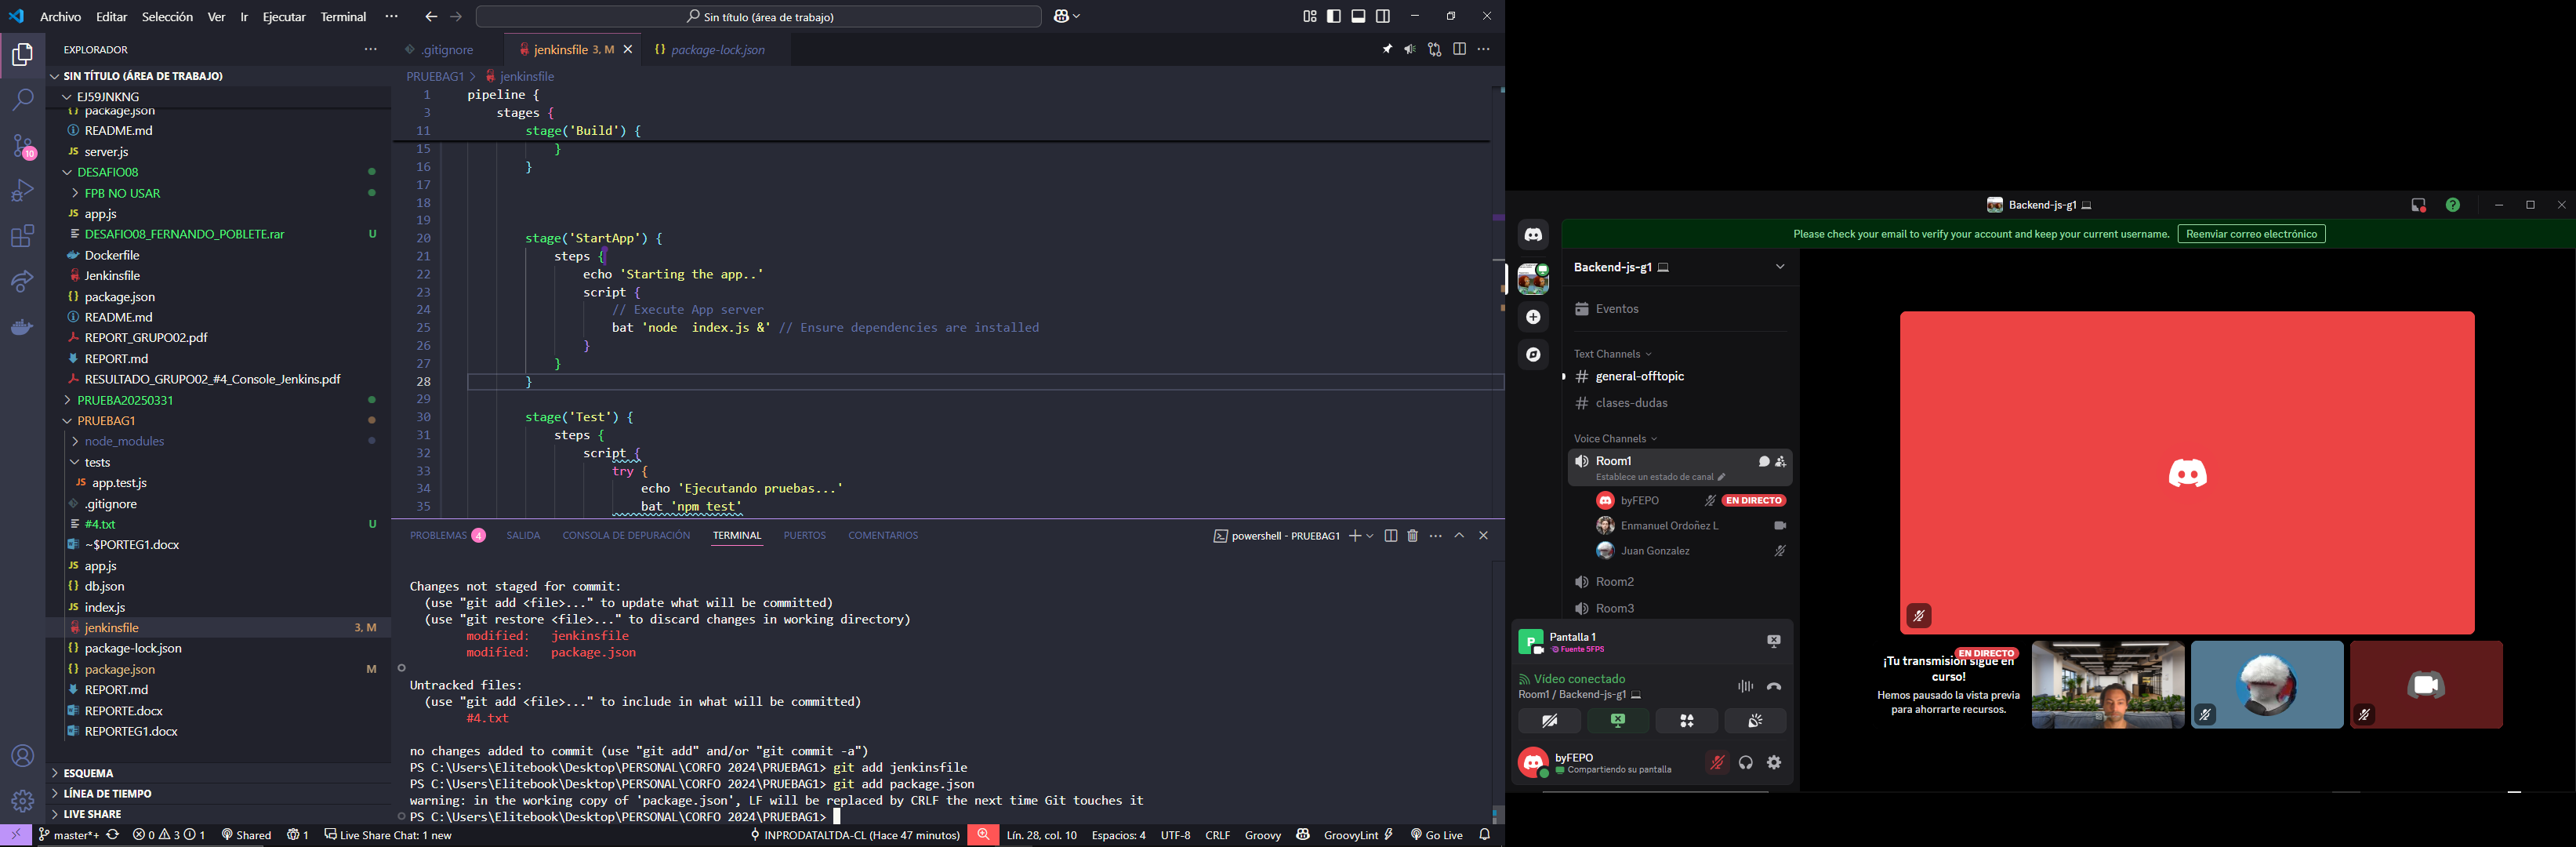 Archivo Editar Selección Ver Ir Ejecutar Terminal ··· Sin título (área de trabajo)
EXPLORADOR
SIN TÍTULO (ÁREA DE TRABAJO)
EJ59JNKNG
package.json
README.md
server.js
DESAFIO08
FPB NO USAR
app.js
DESAFIO08_FERNANDO_POBLETE.rar U
Dockerfile
Jenkinsfile
package.json
README.md
REPORT_GRUPO02.pdf
REPORT.md
RESULTADO_GRUPO02_#4_Console_Jenkins.pdf
PRUEBA20250331
PRUEBAG1
node_modules
tests
app.test.js
.gitignore
#4.txt U
~$PORTEG1.docx
app.js
db.json
index.js
jenkinsfile 3, M
package-lock.json
package.json M
REPORT.md
REPORTE.docx
REPORTEG1.docx
ESQUEMA
LÍNEA DE TIEMPO
LIVE SHARE
10
.gitignore jenkinsfile 3, M package-lock.json
PRUEBAG1 > jenkinsfile
1 pipeline {
3 stages {
11 stage('Build') {
15 }
16 }
17
18
19
20 stage('StartApp') {
21 steps {
22 echo 'Starting the app..'
23 script {
24 // Execute App server
25 bat 'node  index.js &' // Ensure dependencies are installed
26 }
27 }
28 }
29
30 stage('Test') {
31 steps {
32 script {
33 try {
34 echo 'Ejecutando pruebas...'
35 bat 'npm test'
PROBLEMAS 4 SALIDA CONSOLA DE DEPURACIÓN TERMINAL PUERTOS COMENTARIOS powershell - PRUEBAG1
Changes not staged for commit:
(use "git add <file>..." to update what will be committed)
(use "git restore <file>..." to discard changes in working directory)
modified:   jenkinsfile
modified:   package.json
Untracked files:
(use "git add <file>..." to include in what will be committed)
#4.txt
no changes added to commit (use "git add" and/or "git commit -a")
PS C:\Users\Elitebook\Desktop\PERSONAL\CORFO 2024\PRUEBAG1> git add jenkinsfile
PS C:\Users\Elitebook\Desktop\PERSONAL\CORFO 2024\PRUEBAG1> git add package.json
warning: in the working copy of 'package.json', LF will be replaced by CRLF the next time Git touches it
PS C:\Users\Elitebook\Desktop\PERSONAL\CORFO 2024\PRUEBAG1>
master*+ 0 3 1 Shared 1 Live Share Chat: 1 new INPRODATALTDA-CL (Hace 47 minutos) Lín. 28, col. 10 Espacios: 4 UTF-8 CRLF Groovy GroovyLint Go Live
Backend-js-g1
Please check your email to verify your account and keep your current username. Reenviar correo electrónico
Backend-js-g1
Eventos
Text Channels
general-offtopic
clases-dudas
Voice Channels
Room1
Establece un estado de canal
byFEPO EN DIRECTO
Enmanuel Ordoñez L
Juan Gonzalez
Room2
Room3
P Pantalla 1
Fuente 5FPS
Vídeo conectado
Room1 / Backend-js-g1
byFEPO
Compartiendo su pantalla
EN DIRECTO
¡Tu transmisión sigue en
curso!
Hemos pausado la vista previa
para ahorrarte recursos.